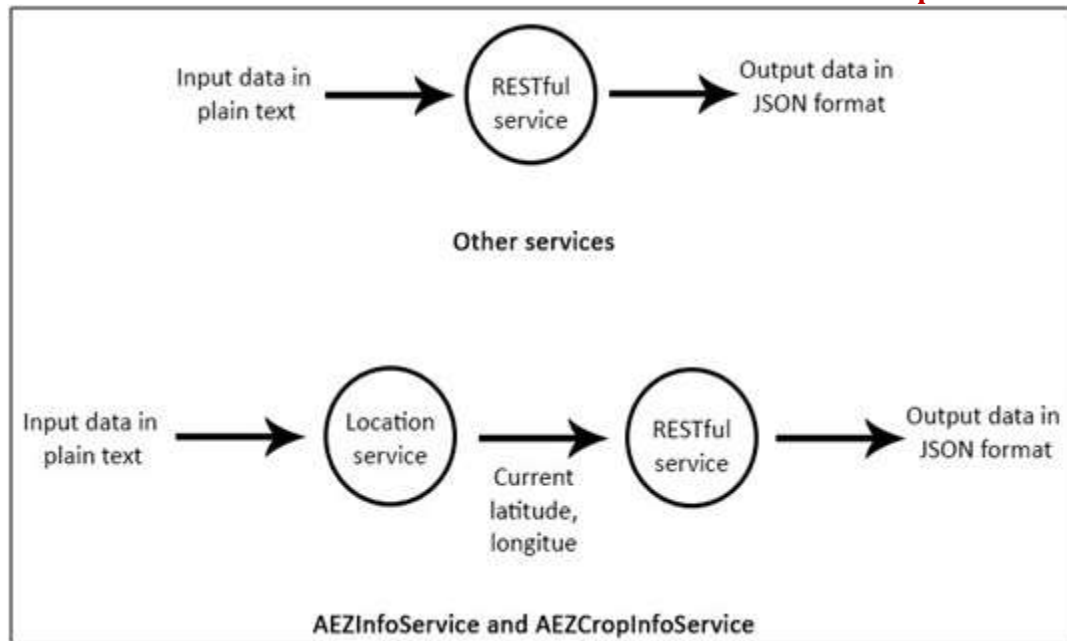 Input data in
plain text
RESTful
service
Output data in
JSON format
Other services
Input data in
plain text
Location
service
Current
latitude,
longitue
RESTful
service
Output data in
JSON format
AEZInfoService and AEZCropInfoService